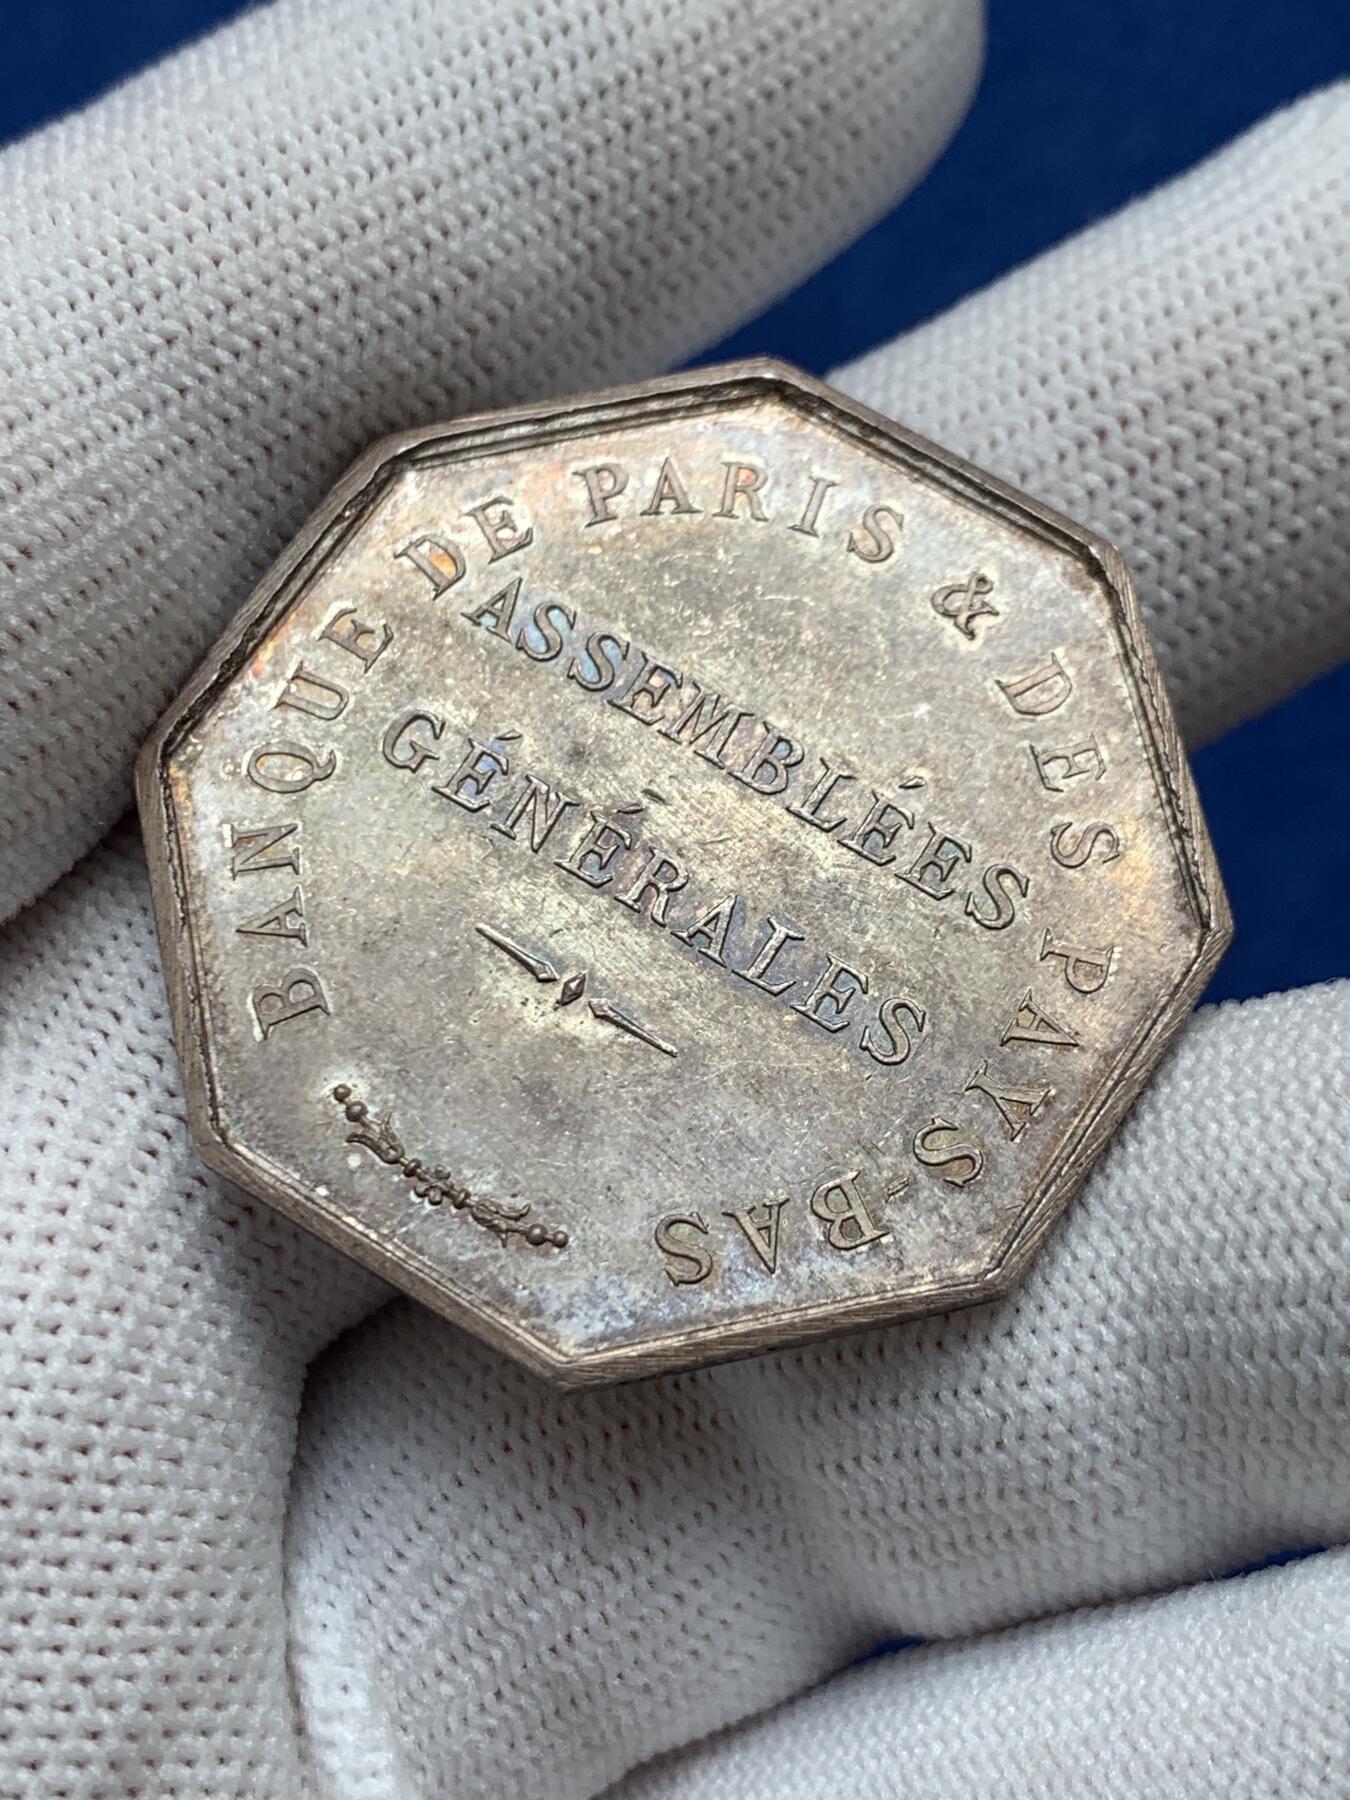 BANQUE DE PARIS & DES PAYS-BAS
ASSEMBLÉES
GÉNÉRALES